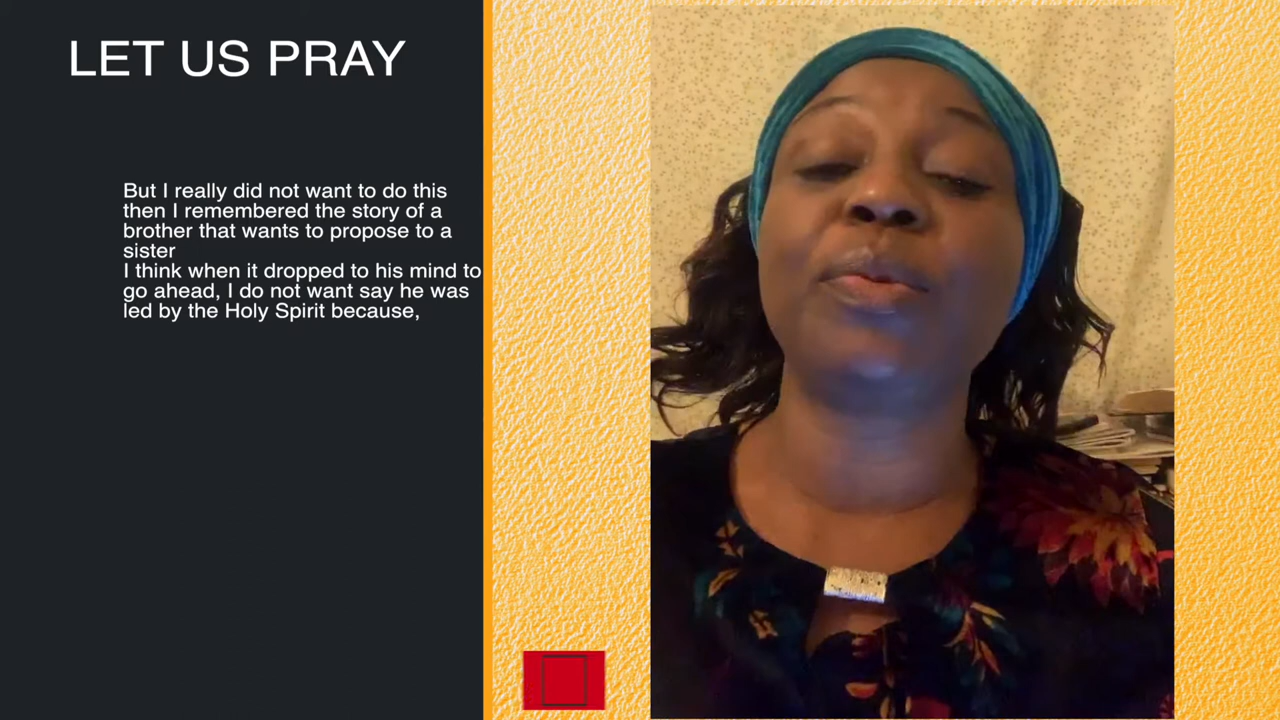 LET US PRAY
But I really did not want to do this
then I remembered the story of a
brother that wants to propose to a
sister
I think when it dropped to his mind to
go ahead, I do not want say he was
led by the Holy Spirit because,